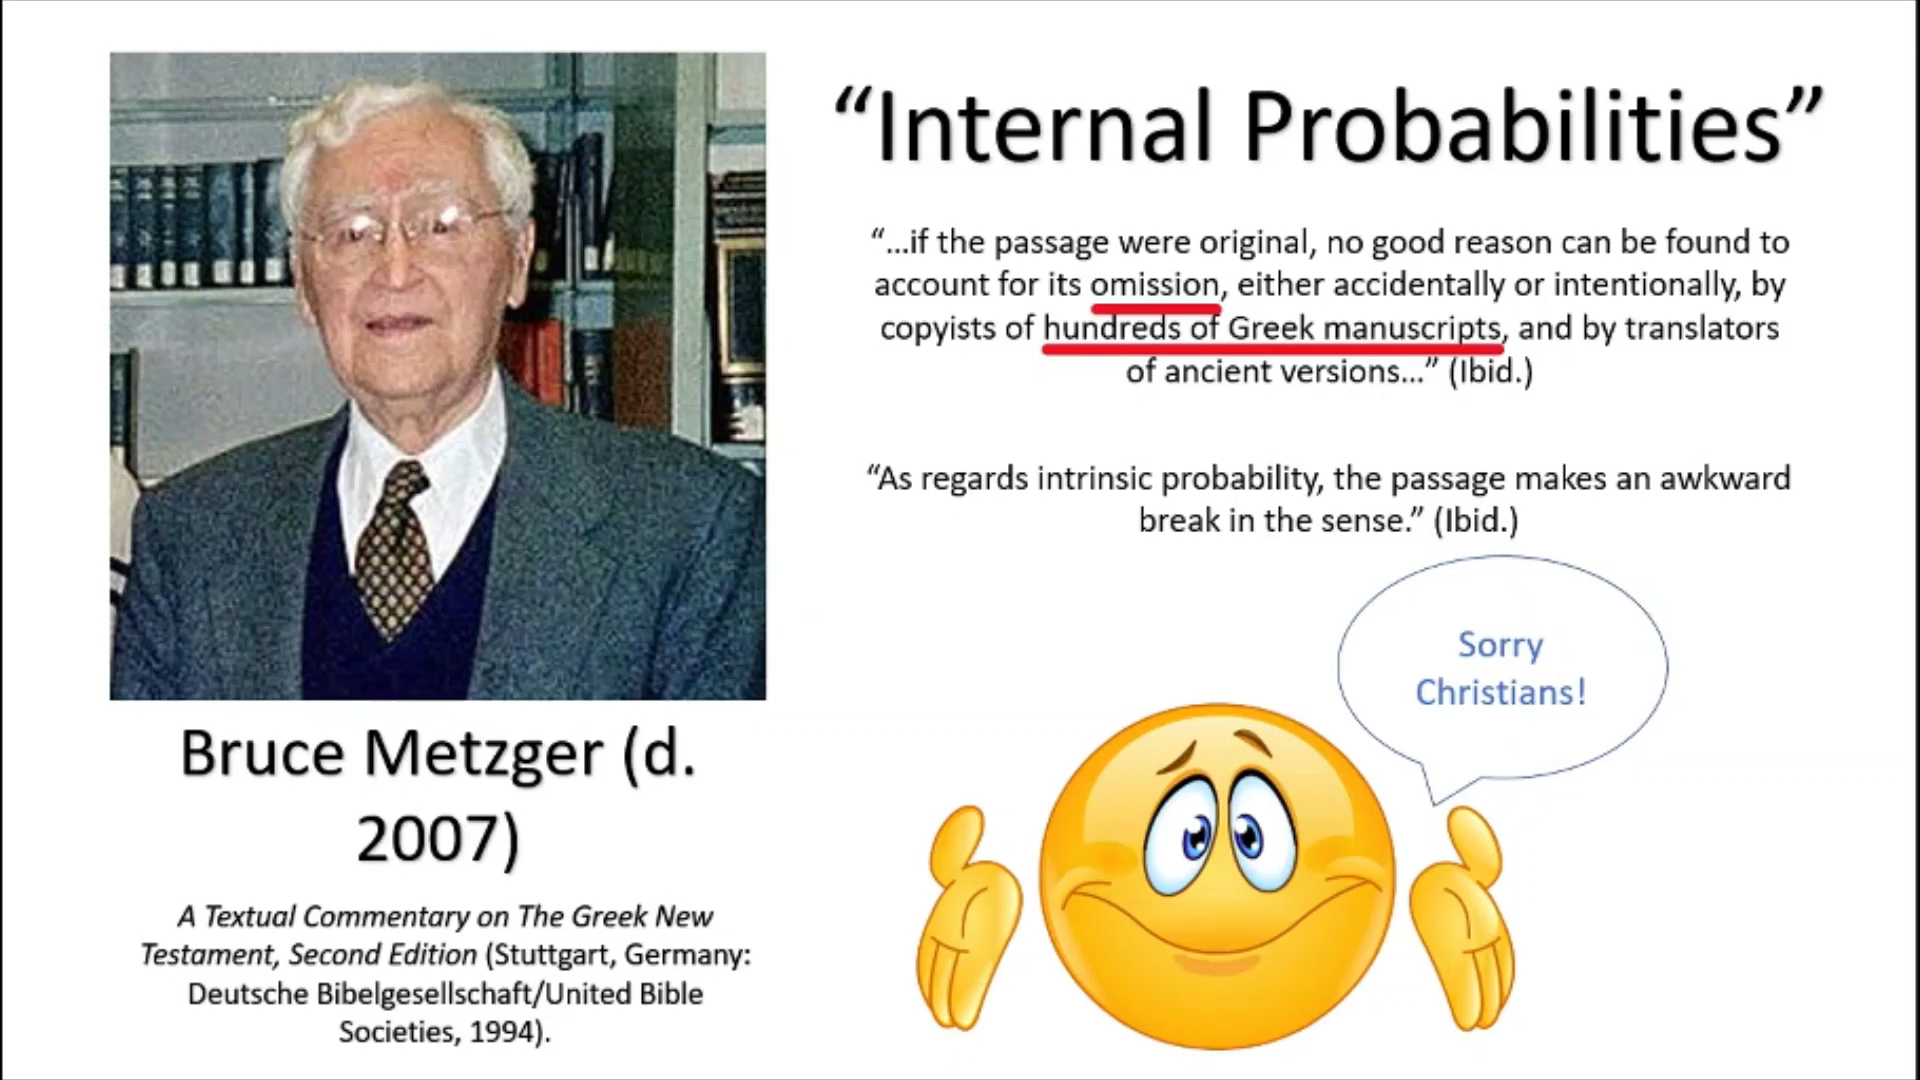 “Internal Probabilities”
“...if the passage were original, no good reason can be found to
account for its omission, either accidentally or intentionally, by
copyists of hundreds of Greek manuscripts, and by translators
of ancient versions...” (Ibid.)
“As regards intrinsic probability, the passage makes an awkward
break in the sense.” (Ibid.)
Sorry
Christians!
Bruce Metzger (d.
2007)
A Textual Commentary on The Greek New
Testament, Second Edition (Stuttgart, Germany:
Deutsche Bibelgesellschaft/United Bible
Societies, 1994).